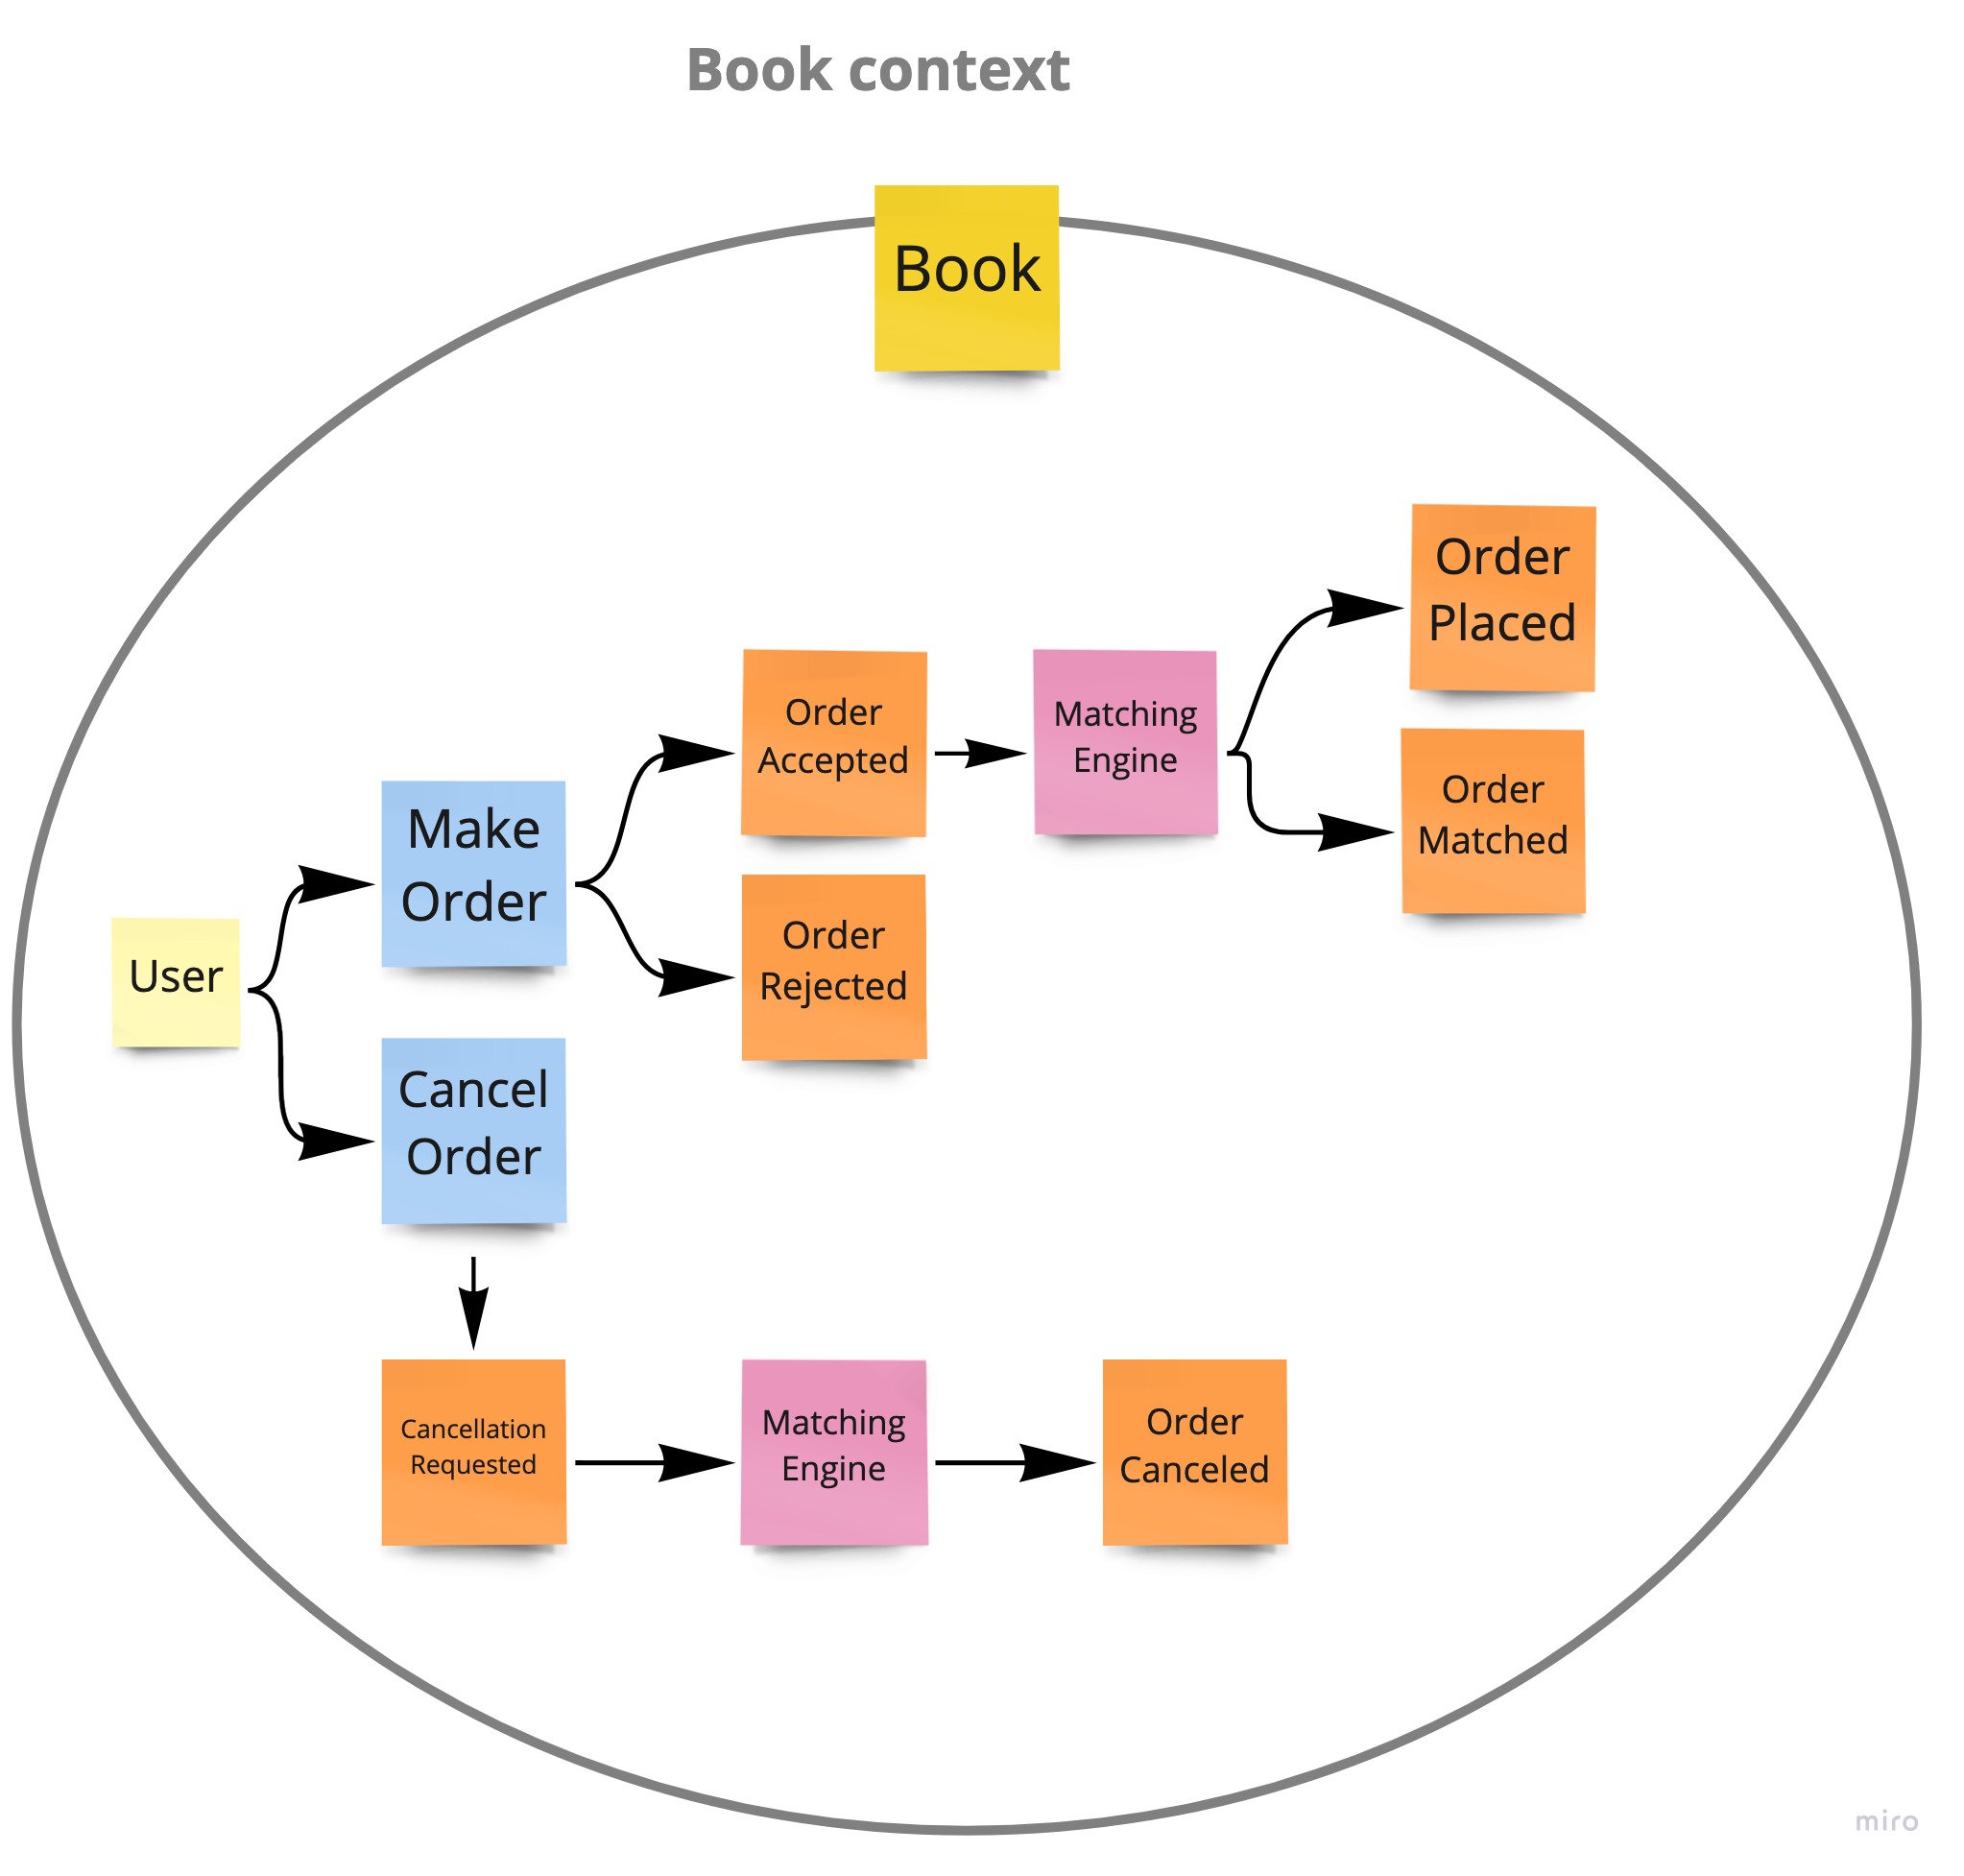 Book context
Book
Order
Placed
Order
Accepted
Matching
Engine
Order
Matched
Make
Order
Order
Rejected
User
Cancel
Order
Cancellation
Requested
Matching
Engine
Order
Canceled
miro